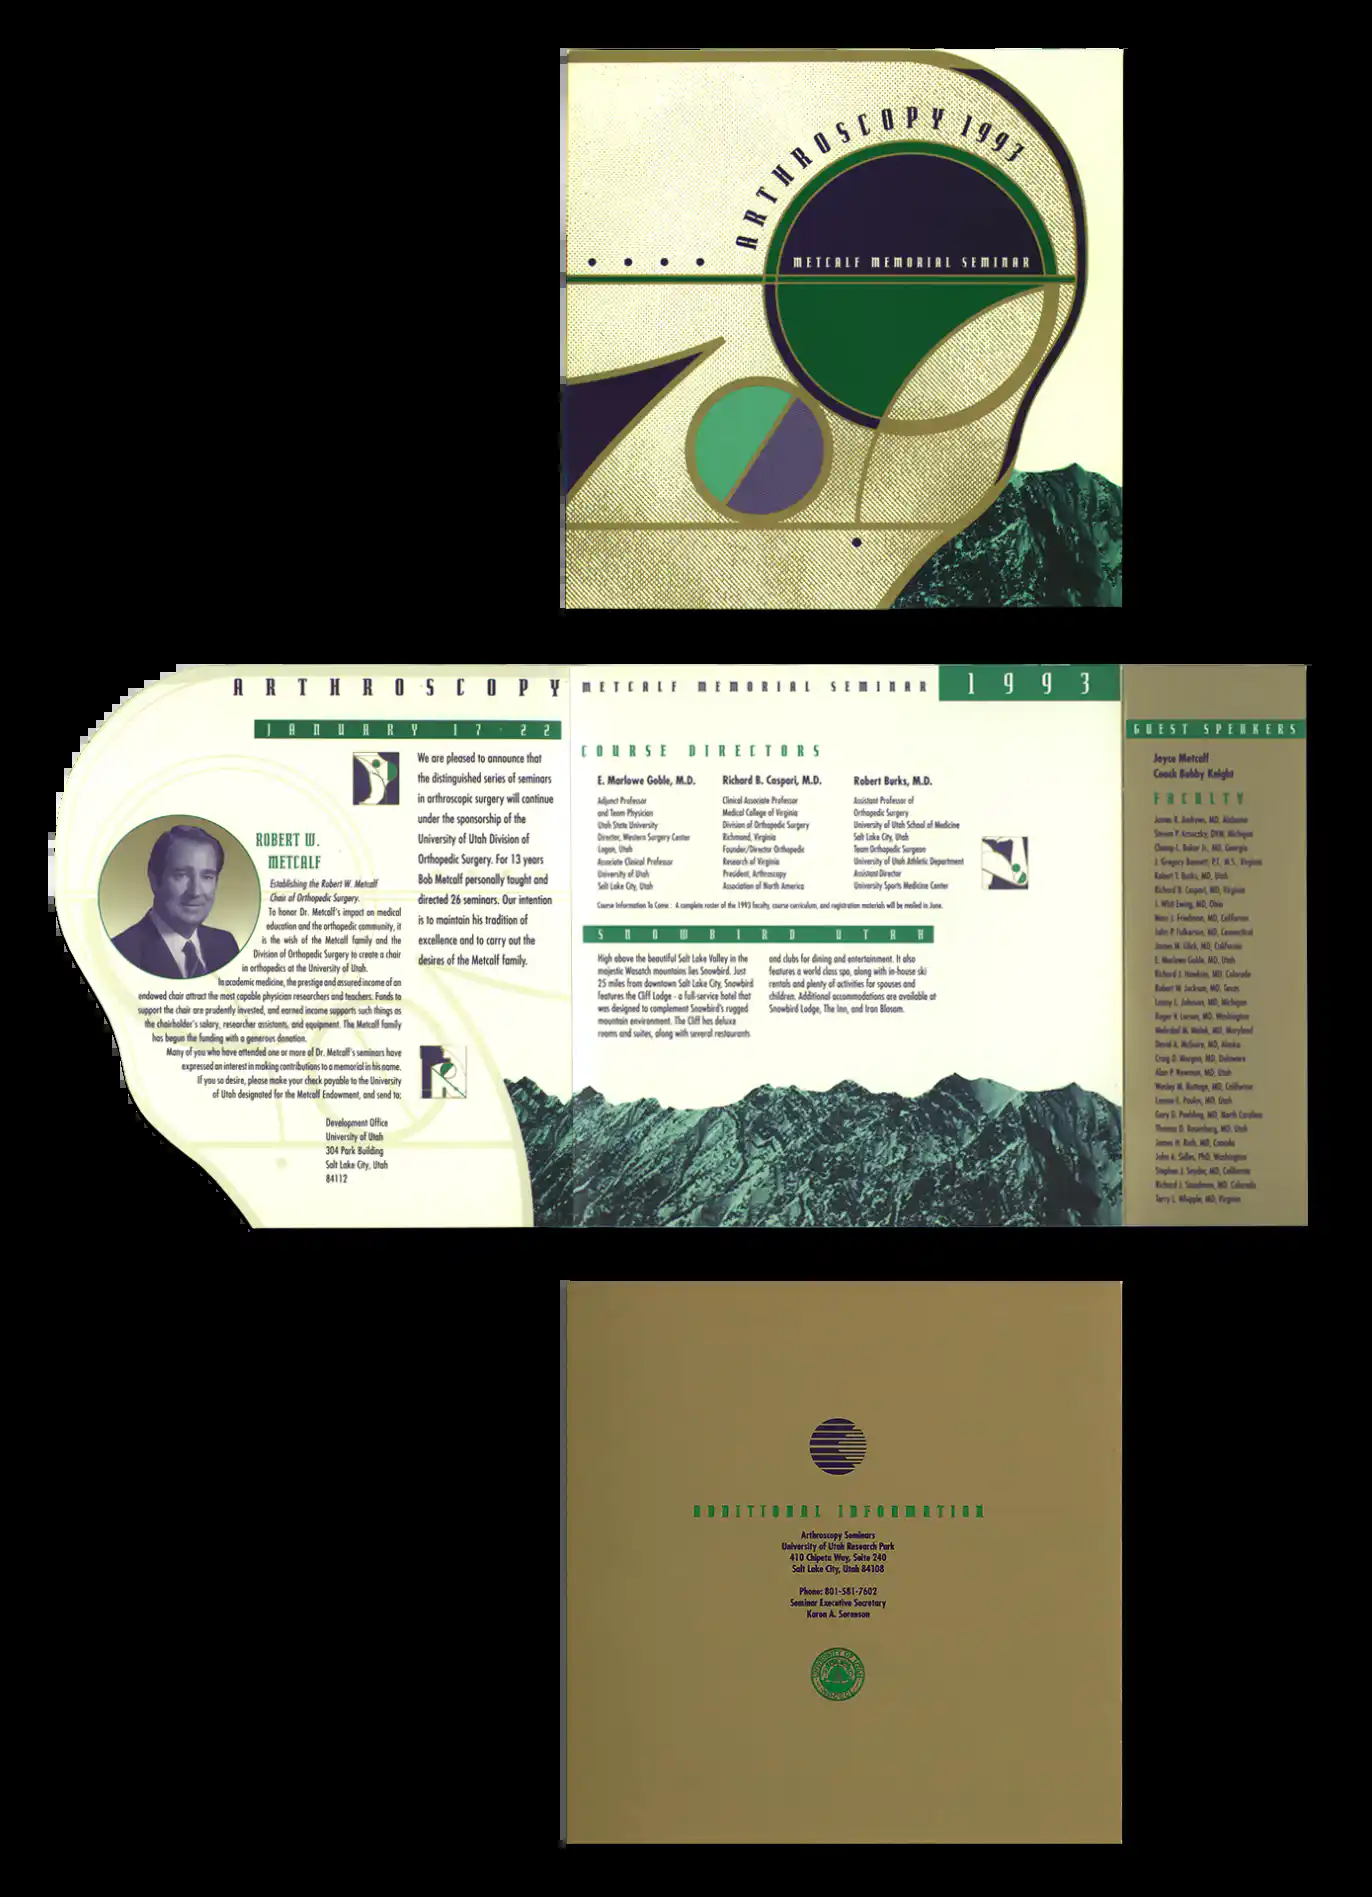 ARTHROSCOPY 1993
METCALF MEMORIAL SEMINAR
ARTHROSCOPY
METCALF MEMORIAL SEMINAR
1993
JANUARY 17-22
We are pleased to announce that
the distinguished series of seminars
in arthroscopic surgery will continue
under the sponsorship of the
University of Utah Division of
Orthopedic Surgery. For 13 years
Bob Metcalf personally taught and
directed 26 seminars. Our intention
is to maintain his tradition of
excellence and to carry out the
desires of the Metcalf family.
ROBERT W.
METCALF
Establishing the Robert W. Metcalf
Chair of Orthopedic Surgery.
To honor Dr. Metcalf's impact on medical
education and the orthopedic community, it
is the wish of the Metcalf family and the
Division of Orthopedic Surgery to create a chair
in orthopedics at the University of Utah.
In academic medicine, the prestige and assured income of an
endowed chair attract the most capable physician researchers and teachers. Funds to
support the chair are prudently invested, and earned income supports such things as
the chairholder's salary, researcher assistants, and equipment. The Metcalf family
has begun the funding with a generous donation.
Many of you who have attended one or more of Dr. Metcalf's seminars have
expressed an interest in making contributions to a memorial in his name.
If you so desire, please make your check payable to the University
of Utah designated for the Metcalf Endowment, and send to:
Development Office
University of Utah
304 Park Building
Salt Lake City, Utah
84112
COURSE DIRECTORS
E. Marlowe Goble, M.D.
Adjunct Professor
and Team Physician
Utah State University
Director, Western Surgery Center
Logan, Utah
Associate Clinical Professor
University of Utah
Salt Lake City, Utah
Richard B. Caspari, M.D.
Clinical Associate Professor
Medical College of Virginia
Division of Orthopedic Surgery
Richmond, Virginia
Founder/Director Orthopedic
Research of Virginia
President, Arthroscopy
Association of North America
Robert Burks, M.D.
Assistant Professor of
Orthopedic Surgery
University of Utah School of Medicine
Salt Lake City, Utah
Team Orthopedic Surgeon
University of Utah Athletic Department
Assistant Director
University Sports Medicine Center
Course Information To Come : A complete roster of the 1993 faculty, course curriculum, and registration materials will be mailed in June.
SNOWBIRD UTAH
High above the beautiful Salt Lake Valley in the
majestic Wasatch mountains lies Snowbird. Just
25 miles from downtown Salt Lake City, Snowbird
features the Cliff Lodge - a full-service hotel that
was designed to complement Snowbird's rugged
mountain environment. The Cliff has deluxe
rooms and suites, along with several restaurants
and clubs for dining and entertainment. It also
features a world class spa, along with in-house ski
rentals and plenty of activities for spouses and
children. Additional accommodations are available at
Snowbird Lodge, The Inn, and Iron Blosam.
GUEST SPEAKERS
Joyce Metcalf
Coach Bobby Knight
FACULTY
James R. Andrews, MD, Alabama
Steven P. Arnoczky, DVM, Michigan
Champ L. Baker Jr., MD, Georgia
J. Gregory Bennett, P.T., M.S., Virginia
Robert T. Burks, MD, Utah
Richard B. Caspari, MD, Virginia
J. Whit Ewing, MD, Ohio
Marc J. Friedman, MD, California
John P. Fulkerson, MD, Connecticut
James M. Glick, MD, California
E. Marlowe Goble, MD, Utah
Richard J. Hawkins, MD, Colorado
Robert W. Jackson, MD, Texas
Lanny L. Johnson, MD, Michigan
Roger V. Larson, MD, Washington
Mehrdad M. Malek, MD, Maryland
David A. McGuire, MD, Alaska
Craig D. Morgan, MD, Delaware
Alan P. Newman, MD, Utah
Wesley M. Nottage, MD, California
Lonnie E. Paulos, MD, Utah
Gary G. Poehling, MD, North Carolina
Thomas D. Rosenberg, MD, Utah
James H. Roth, MD, Canada
John A. Sidles, PhD, Washington
Stephen J. Snyder, MD, California
Richard J. Steadman, MD, Colorado
Terry L. Whipple, MD, Virginia
ADDITIONAL INFORMATION
Arthroscopy Seminars
University of Utah Research Park
410 Chipeta Way, Suite 240
Salt Lake City, Utah 84108
Phone: 801-581-7602
Seminar Executive Secretary
Karen A. Sorenson